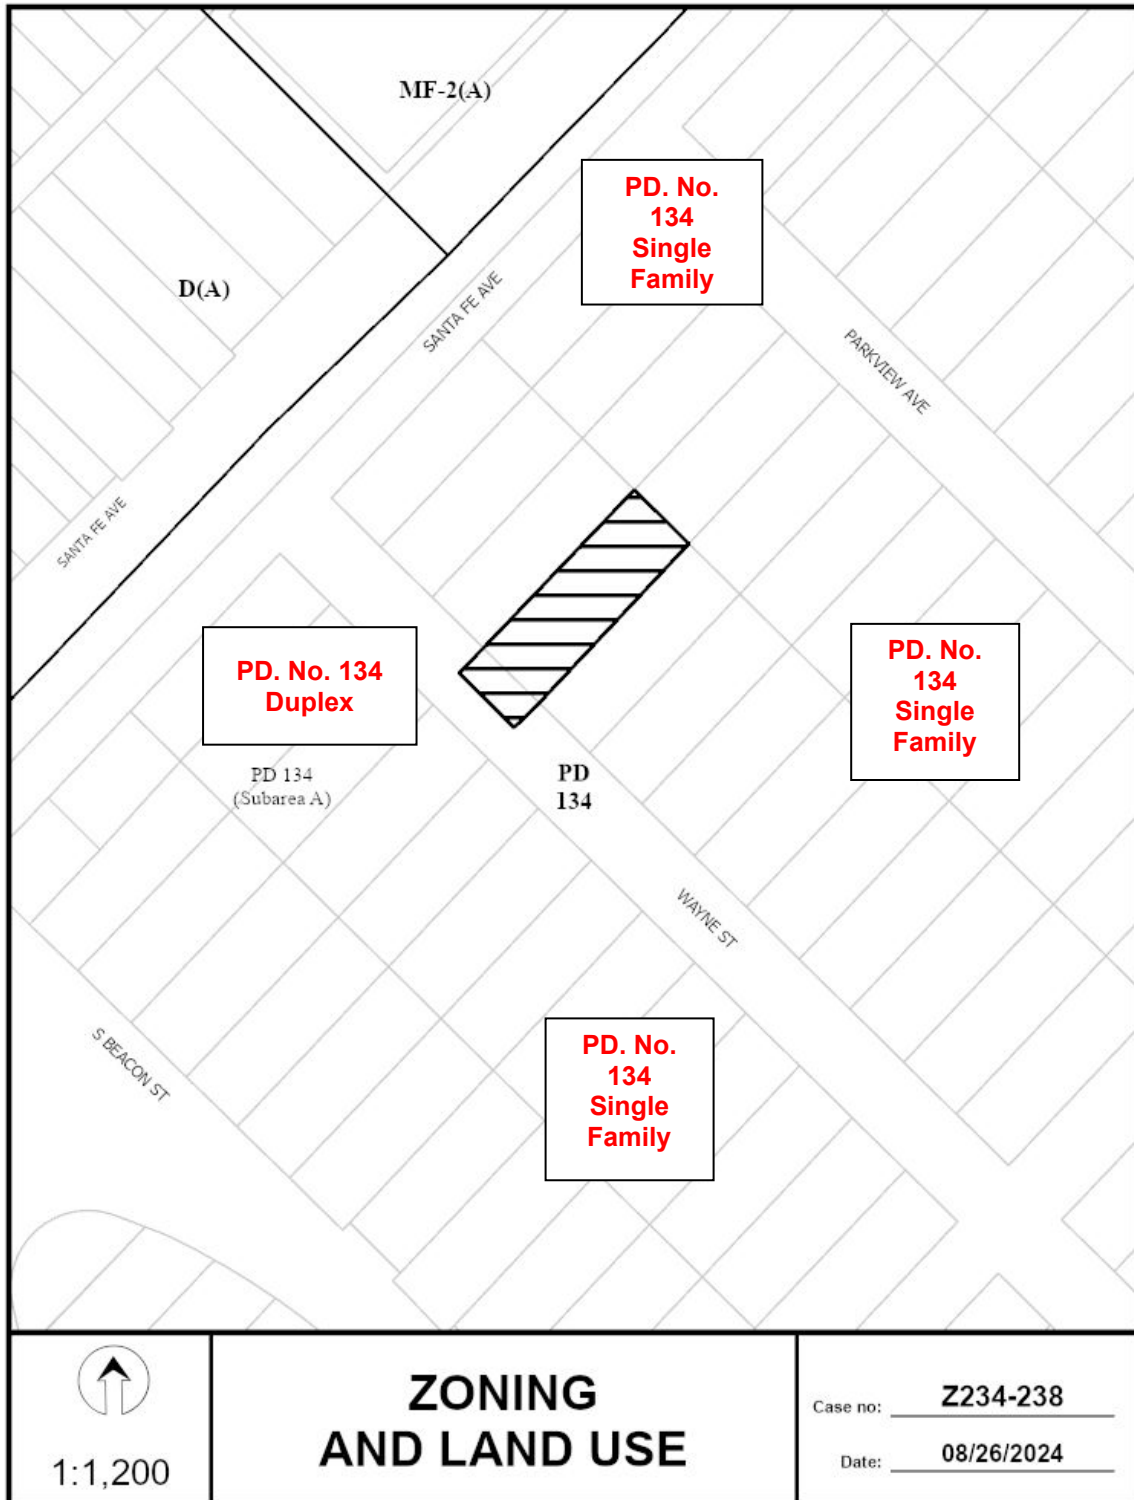 MF-2(A)
PD. No.
134
Single
Family
D(A)
SANTA FE AVE
PARKVIEW AVE
SANTA FE AVE
PD. No. 134
Duplex
PD. No.
134
Single
Family
PD 134
(Subarea A)
PD
134
WAYNE ST
S BEACON ST
PD. No.
134
Single
Family
1:1,200
ZONING
AND LAND USE
Case no: Z234-238
Date: 08/26/2024